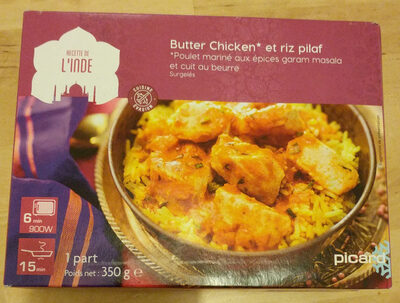 RECETTE DE
L'INDE
Butter Chicken* et riz pilaf
*Poulet mariné aux épices garam masala
et cuit au beurre
Surgelés
CUISINE
6 min
900W
15 min
1 part
Poids net : 350 g e
picard